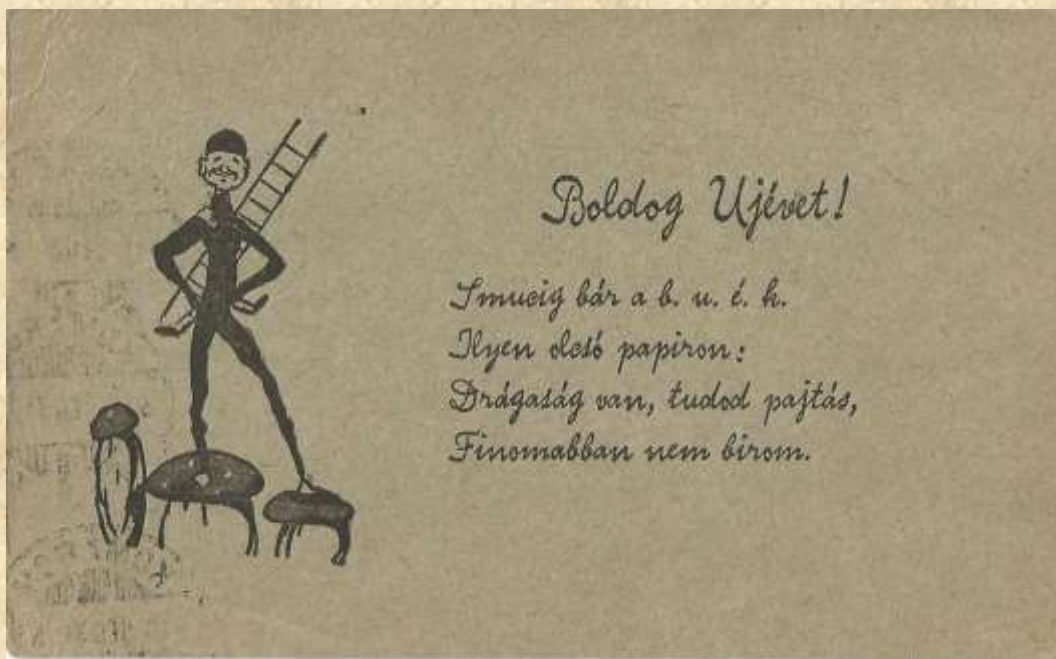 Boldog Ujévet!
Smucig bár a b. u. é. k.
Ilyen olcsó papiron:
Drágaság van, tudod pajtás,
Finomabban nem birom.